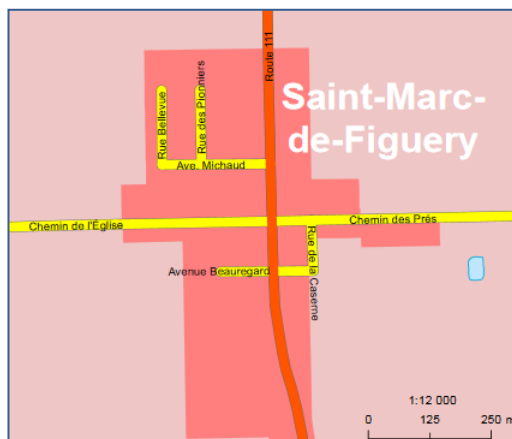 Route 111
Rue des Pionniers
Rue Bellevue
Saint-Marc-
de-Figuery
Ave. Michaud
Chemin de l'Église
Chemin des Prés
Rue de la Caserne
Avenue Beauregard
1:12 000
0 125 250 m